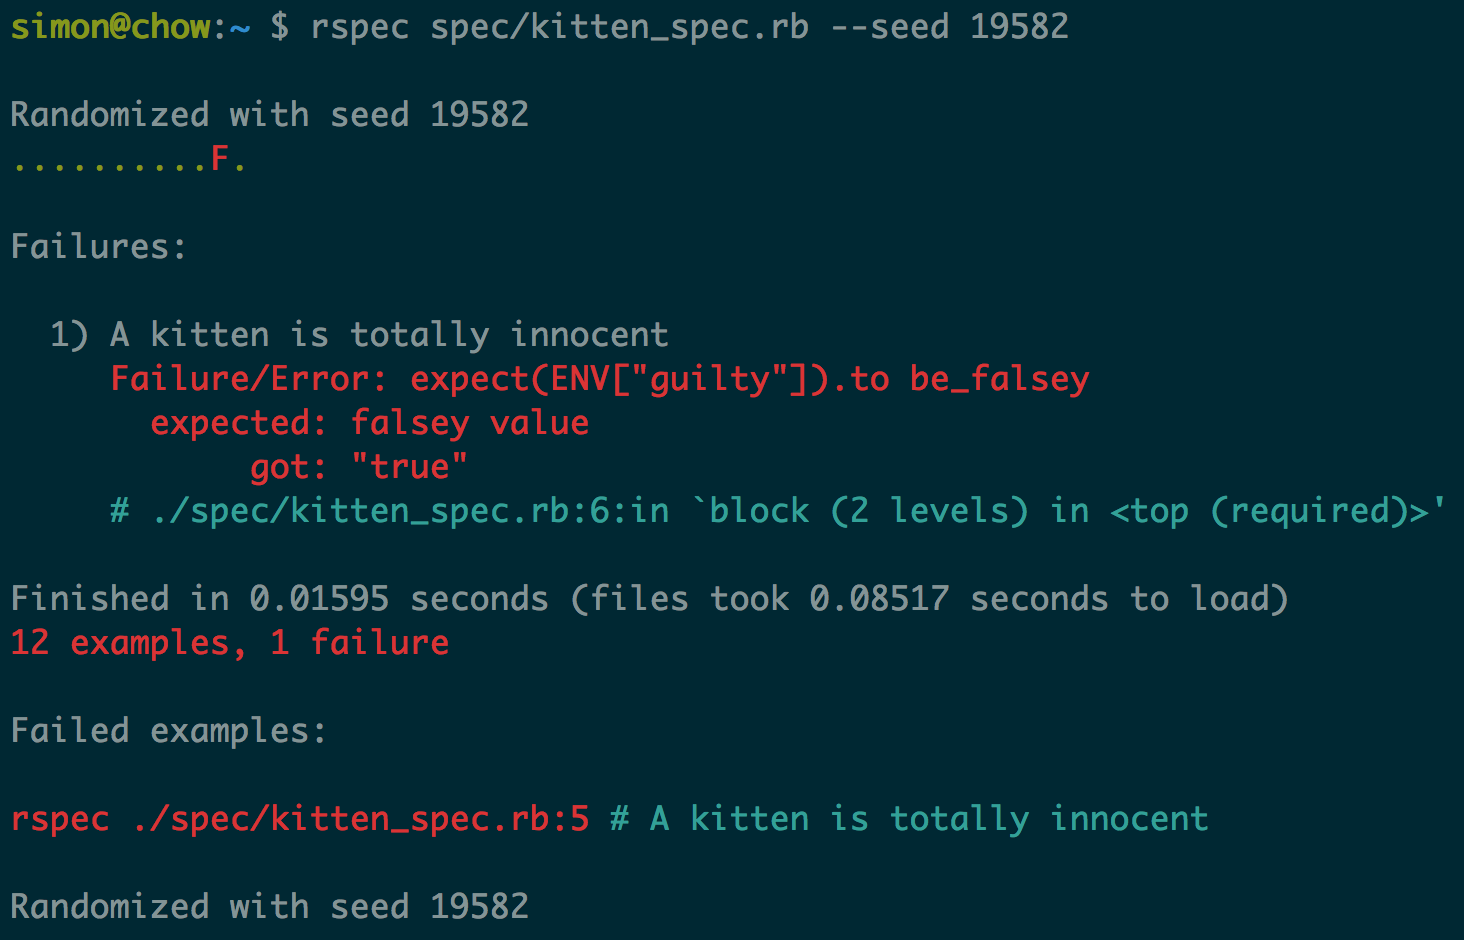 simon@chow:~ $ rspec spec/kitten_spec.rb --seed 19582
Randomized with seed 19582
..........F.
Failures:
1) A kitten is totally innocent
Failure/Error: expect(ENV["guilty"]).to be_falsey
expected: falsey value
got: "true"
# ./spec/kitten_spec.rb:6:in `block (2 levels) in <top (required)>'
Finished in 0.01595 seconds (files took 0.08517 seconds to load)
12 examples, 1 failure
Failed examples:
rspec ./spec/kitten_spec.rb:5 # A kitten is totally innocent
Randomized with seed 19582